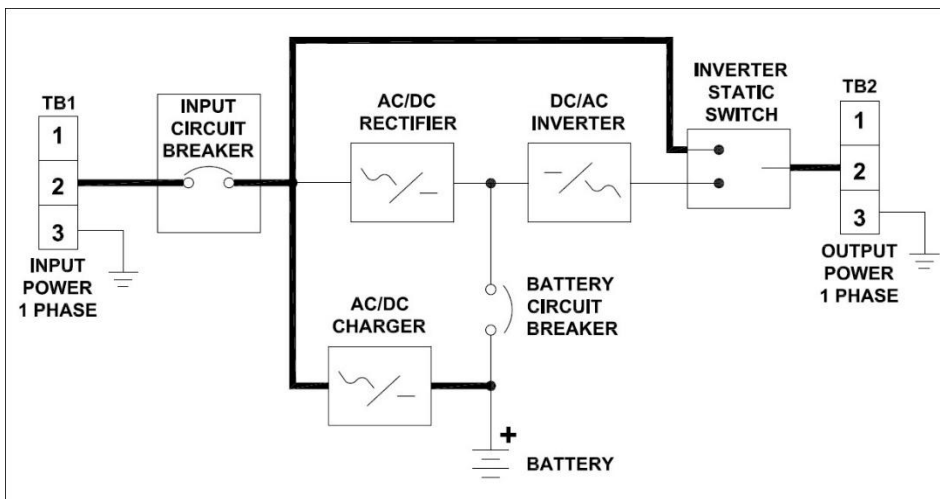 TB1
1
2
3
INPUT
POWER
1 PHASE
INPUT
CIRCUIT
BREAKER
AC/DC
RECTIFIER
DC/AC
INVERTER
INVERTER
STATIC
SWITCH
TB2
1
2
3
OUTPUT
POWER
1 PHASE
AC/DC
CHARGER
BATTERY
CIRCUIT
BREAKER
+
BATTERY